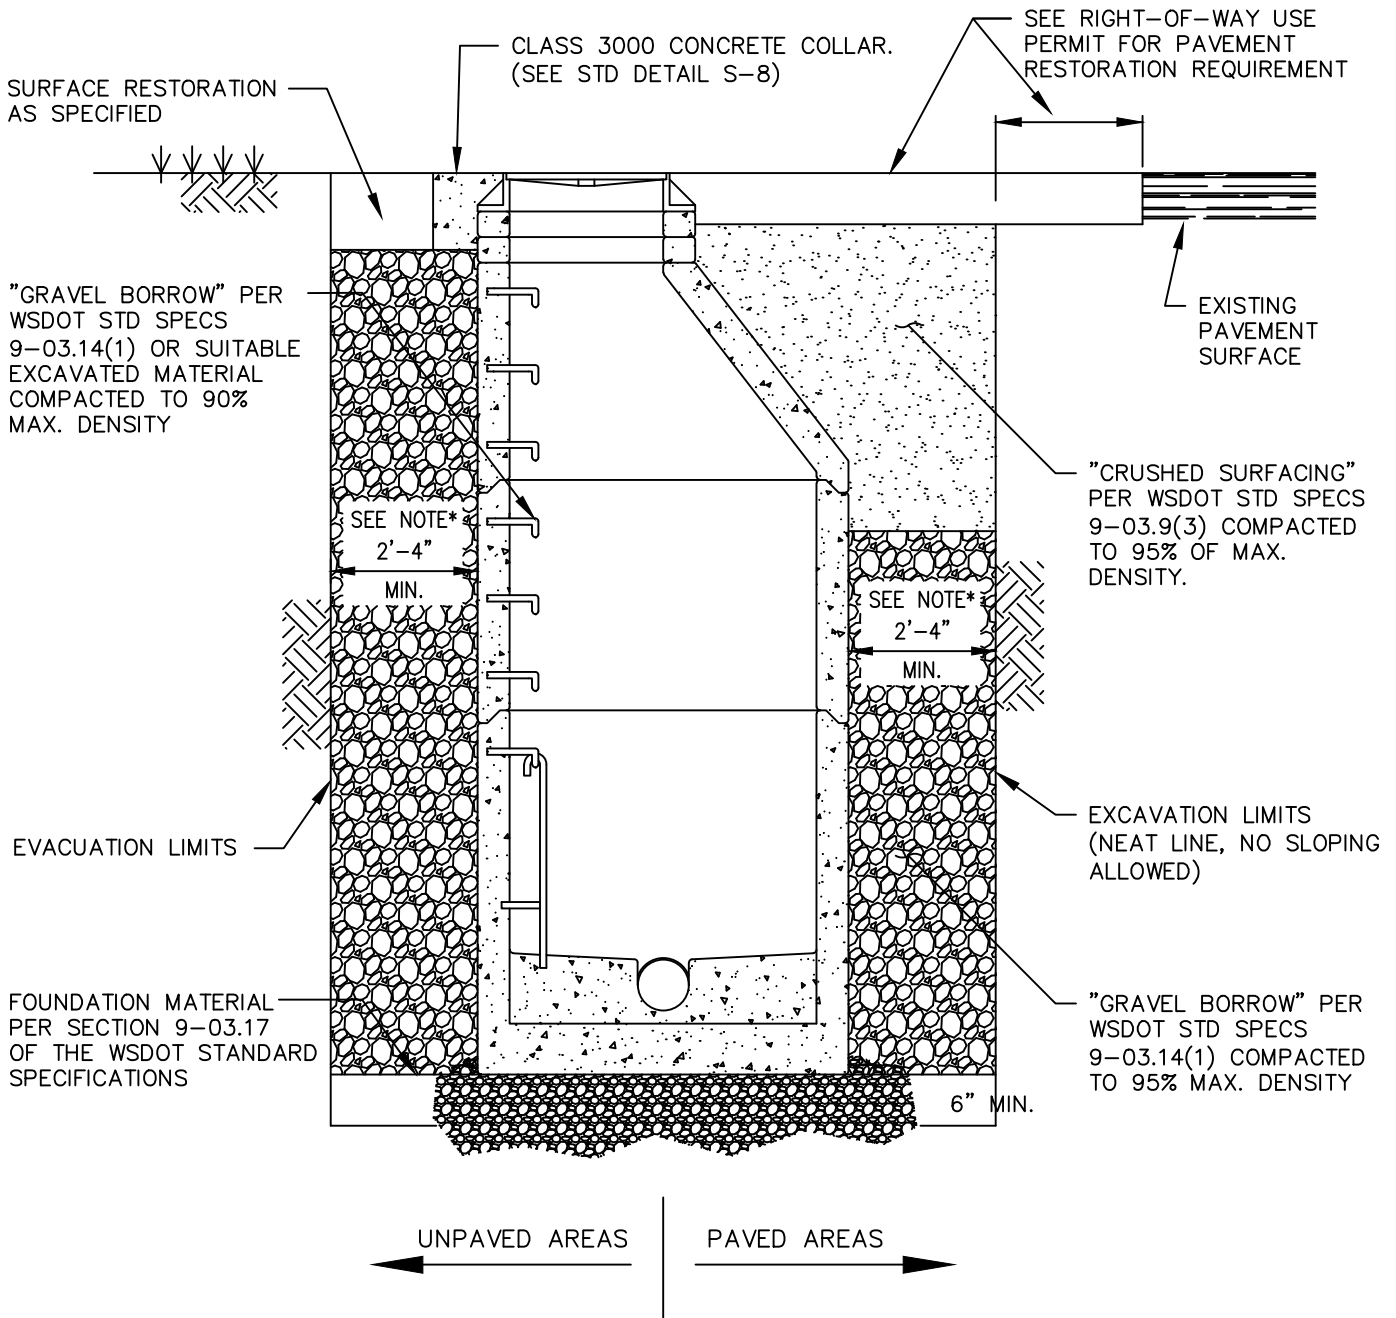 SEE RIGHT-OF-WAY USE
PERMIT FOR PAVEMENT
RESTORATION REQUIREMENT
CLASS 3000 CONCRETE COLLAR.
(SEE STD DETAIL S-8)
SURFACE RESTORATION
AS SPECIFIED
"GRAVEL BORROW" PER
WSDOT STD SPECS
9-03.14(1) OR SUITABLE
EXCAVATED MATERIAL
COMPACTED TO 90%
MAX. DENSITY
EXISTING
PAVEMENT
SURFACE
"CRUSHED SURFACING"
PER WSDOT STD SPECS
9-03.9(3) COMPACTED
TO 95% OF MAX.
DENSITY.
SEE NOTE*
2'-4"
MIN.
SEE NOTE*
2'-4"
MIN.
EVACUATION LIMITS
EXCAVATION LIMITS
(NEAT LINE, NO SLOPING
ALLOWED)
FOUNDATION MATERIAL
PER SECTION 9-03.17
OF THE WSDOT STANDARD
SPECIFICATIONS
"GRAVEL BORROW" PER
WSDOT STD SPECS
9-03.14(1) COMPACTED
TO 95% MAX. DENSITY
6" MIN.
UNPAVED AREAS
PAVED AREAS